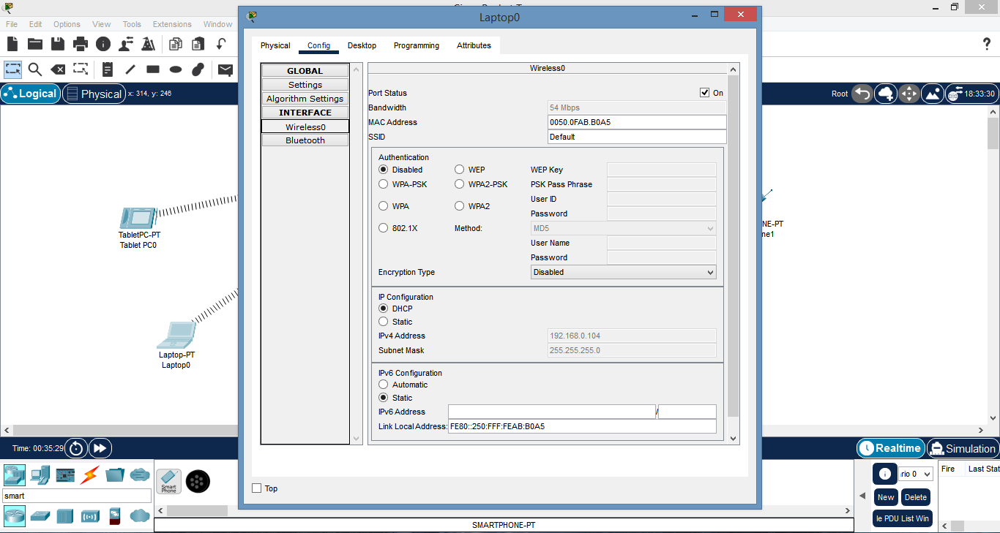 Laptop0
File Edit Options View Tools Extensions Window
Physical Config Desktop Programming Attributes
GLOBAL
Settings
Algorithm Settings
INTERFACE
Wireless0
Bluetooth
Wireless0
Port Status On
Bandwidth 54 Mbps
MAC Address 0050.0FAB.B0A5
SSID Default
Authentication
Disabled WEP WEP Key
WPA-PSK WPA2-PSK PSK Pass Phrase
User ID
WPA WPA2
Password
802.1X Method: MD5
User Name
Password
Encryption Type Disabled
IP Configuration
DHCP
Static
IPv4 Address 192.168.0.104
Subnet Mask 255.255.255.0
IPv6 Configuration
Automatic
Static
IPv6 Address /
Link Local Address: FE80::250:FFF:FEAB:B0A5
Top
Logical Physical x: 314, y: 246
Root 18:33:30
TabletPC-PT
Tablet PC0
Laptop-PT
Laptop0
NE-PT
ne1
Time: 00:35:29
Realtime Simulation
smart
Smart
Phone
SMARTPHONE-PT
rio 0
New Delete
le PDU List Win
Fire Last Stat